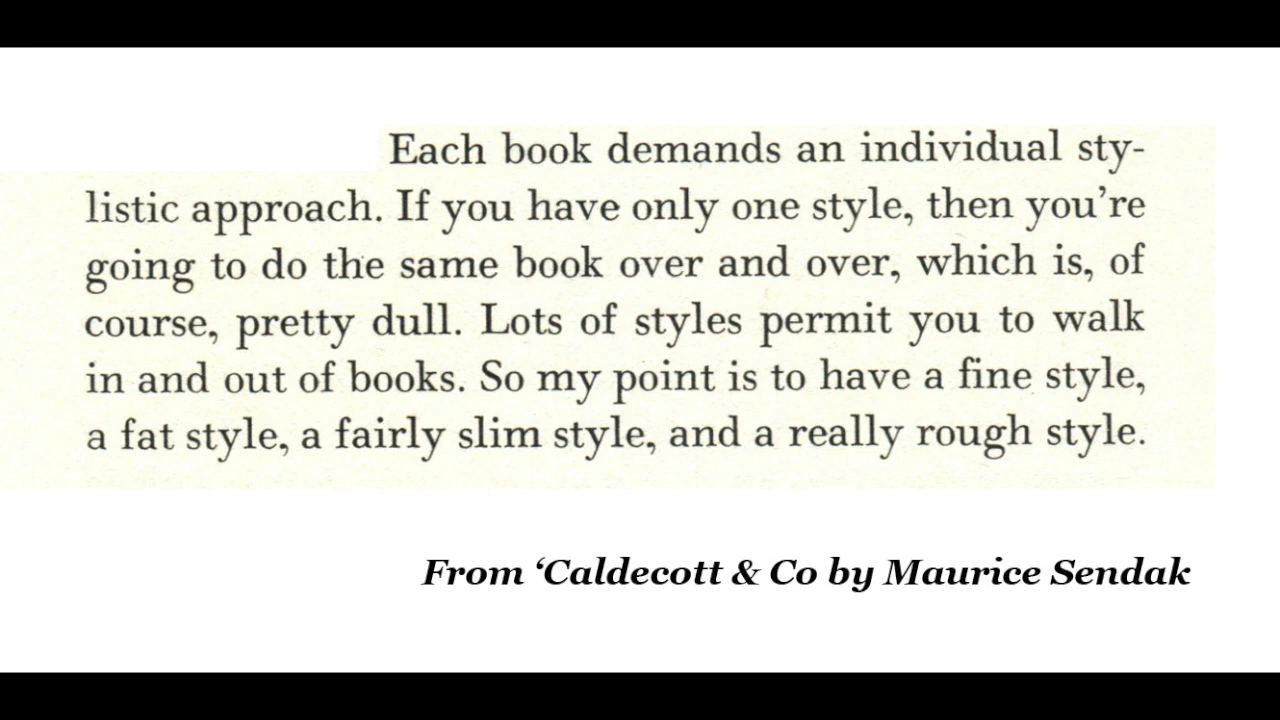 Each book demands an individual sty-
listic approach. If you have only one style, then you're
going to do the same book over and over, which is, of
course, pretty dull. Lots of styles permit you to walk
in and out of books. So my point is to have a fine style,
a fat style, a fairly slim style, and a really rough style.
From ‘Caldecott & Co by Maurice Sendak